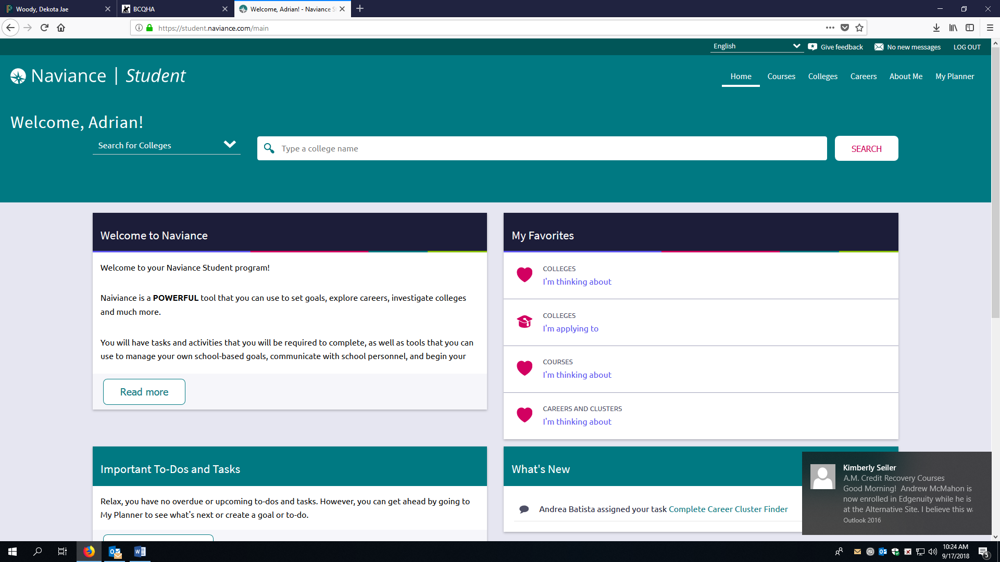 Woody, Dekota Jae
BCQHA
Welcome, Adrian! - Naviance S
https://student.naviance.com/main
English
Give feedback
No new messages
LOG OUT
Naviance | Student
Home Courses Colleges Careers About Me My Planner
Welcome, Adrian!
Search for Colleges
Type a college name
SEARCH
Welcome to Naviance
Welcome to your Naviance Student program!
Naiviance is a POWERFUL tool that you can use to set goals, explore careers, investigate colleges
and much more.
You will have tasks and activities that you will be required to complete, as well as tools that you can
use to manage your own school-based goals, communicate with school personnel, and begin your
Read more
My Favorites
COLLEGES
I'm thinking about
COLLEGES
I'm applying to
COURSES
I'm thinking about
CAREERS AND CLUSTERS
I'm thinking about
Important To-Dos and Tasks
Relax, you have no overdue or upcoming to-dos and tasks. However, you can get ahead by going to
My Planner to see what's next or create a goal or to-do.
What's New
Andrea Batista assigned your task Complete Career Cluster Finder
Kimberly Seiler
A.M. Credit Recovery Courses
Good Morning! Andrew McMahon is
now enrolled in Edgenuity while he is
at the Alternative Site. I believe this wa
Outlook 2016
10:24 AM
9/17/2018
5